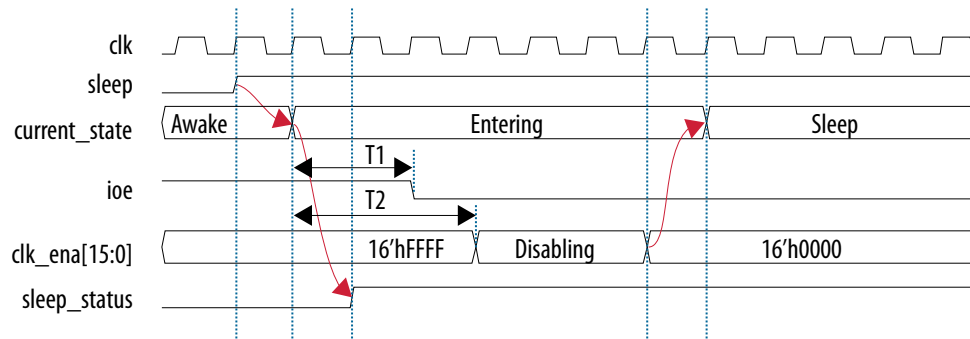 clk
sleep
current_state Awake Entering Sleep
T1
ioe
T2
clk_ena[15:0] 16’hFFFF Disabling 16’h0000
sleep_status